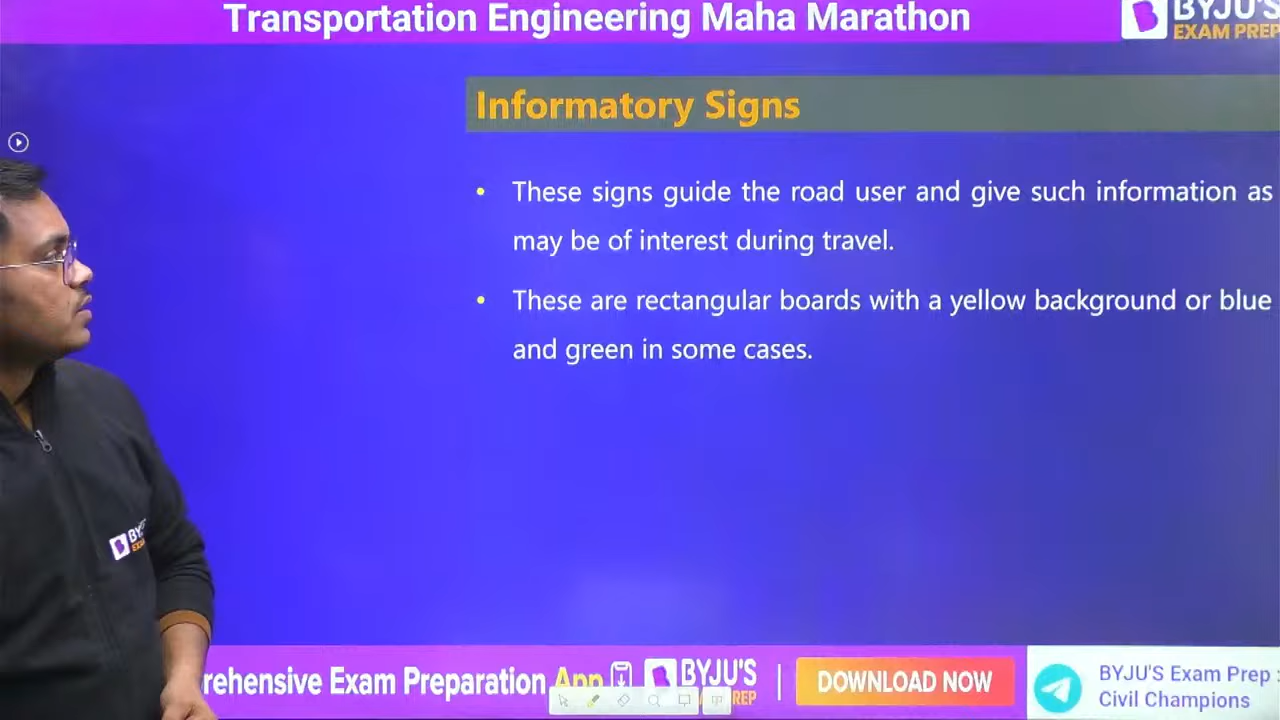 Transportation Engineering Maha Marathon
BYJU'S
EXAM PREP
Informatory Signs
• These signs guide the road user and give such information as
may be of interest during travel.
• These are rectangular boards with a yellow background or blue
and green in some cases.
rehensive Exam Preparation App
BYJU'S
PREP
DOWNLOAD NOW
BYJU'S Exam Prep :
Civil Champions